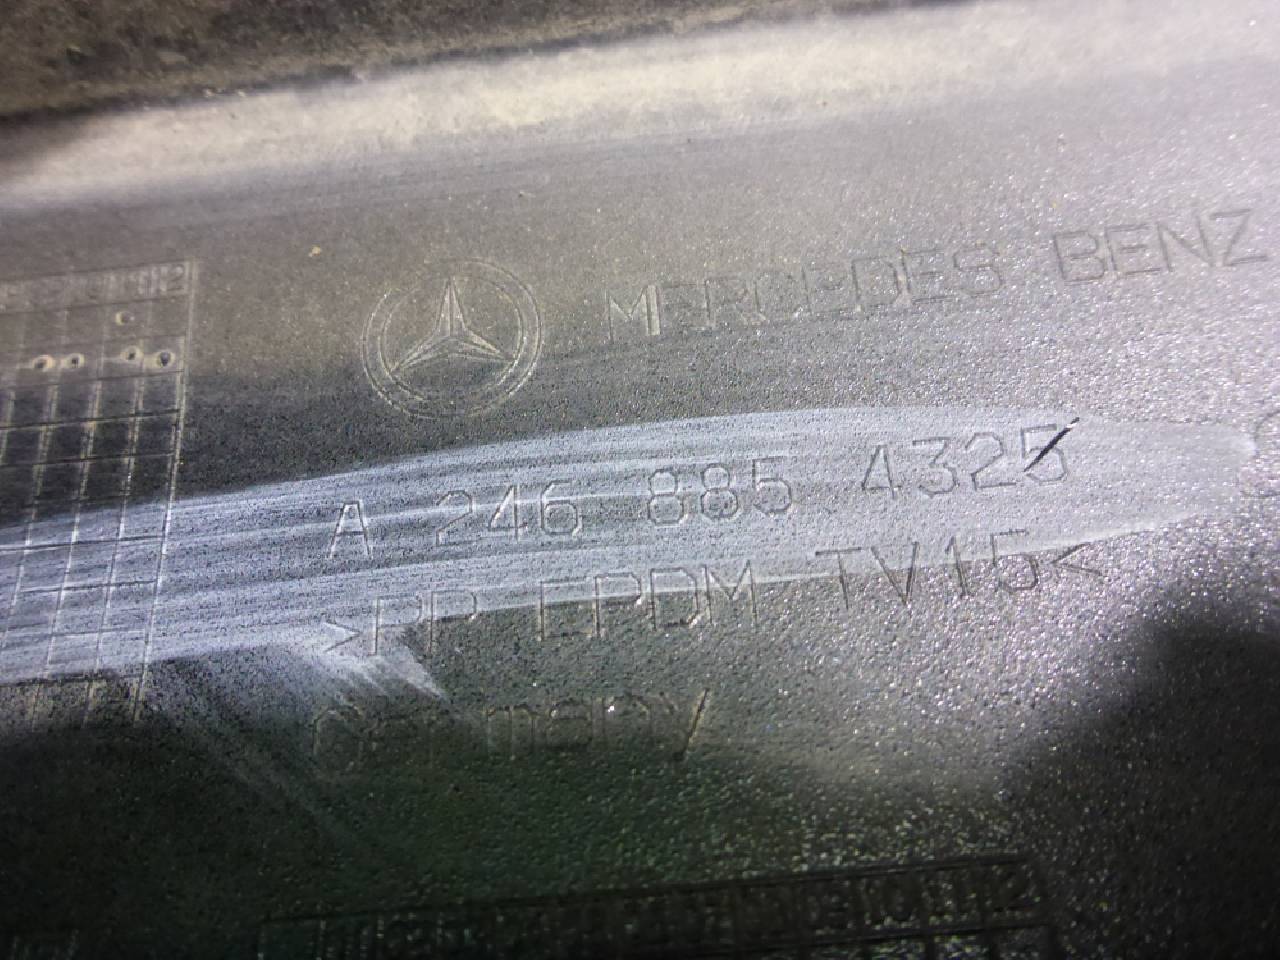 MERCEDES BENZ
A 246 885 4325
>PP EPDM TV15<
Germany